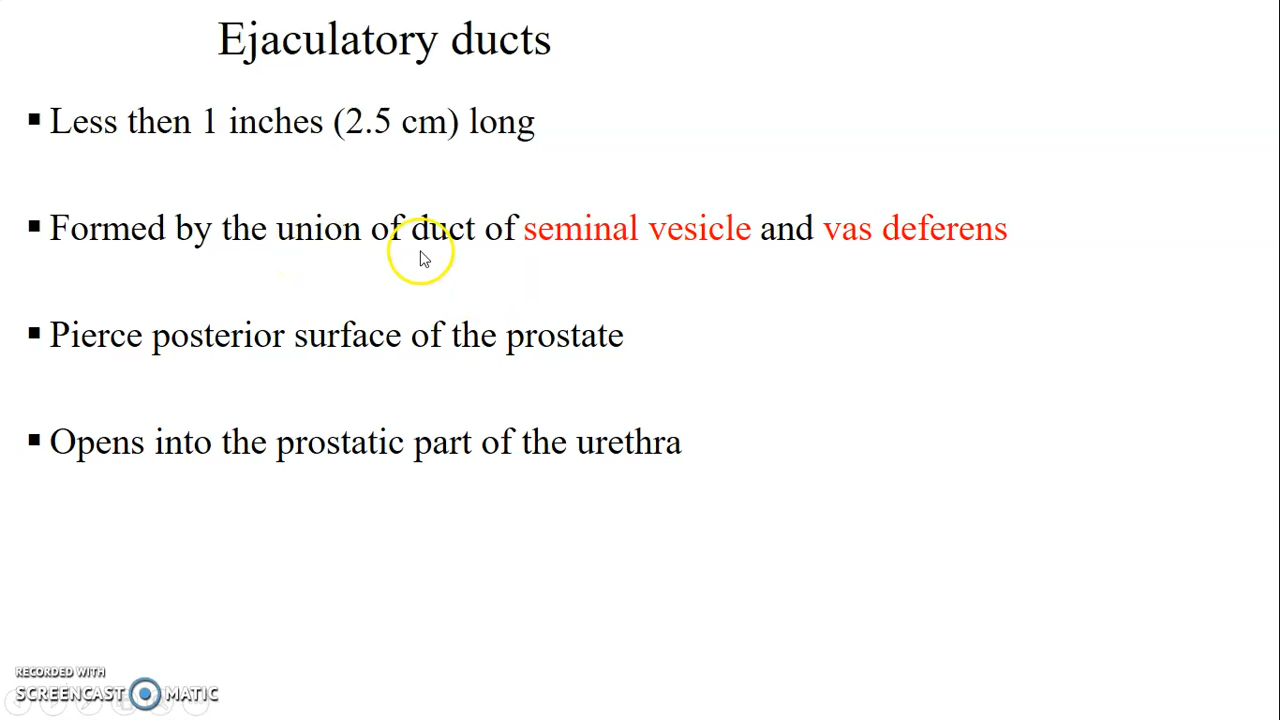 Ejaculatory ducts
▪ Less then 1 inches (2.5 cm) long
▪ Formed by the union of duct of seminal vesicle and vas deferens
▪ Pierce posterior surface of the prostate
▪ Opens into the prostatic part of the urethra
RECORDED WITH
SCREENCAST MATIC